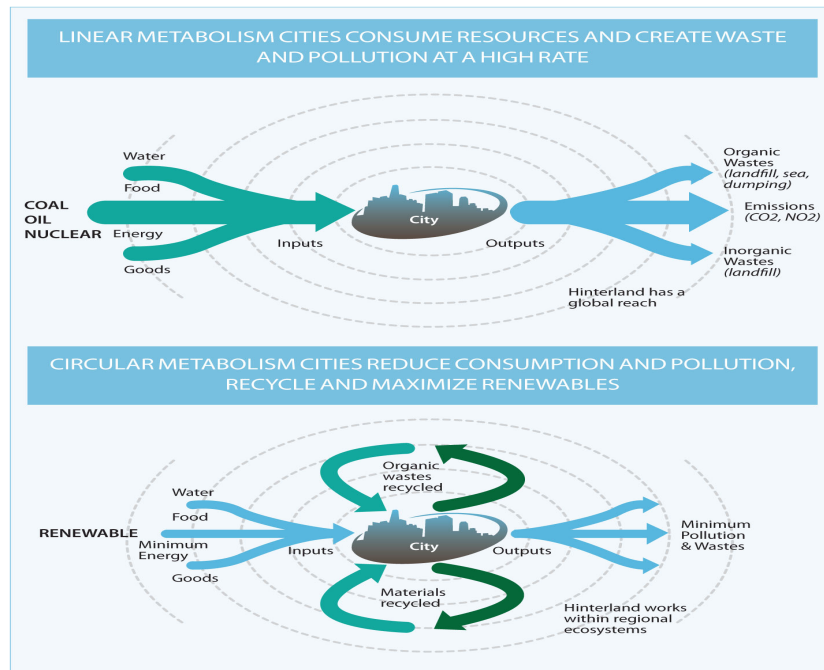 LINEAR METABOLISM CITIES CONSUME RESOURCES AND CREATE WASTE
AND POLLUTION AT A HIGH RATE
Water
Food
COAL
OIL
NUCLEAR
Energy
Goods
Inputs
City
Outputs
Organic
Wastes
(landfill, sea,
dumping)
Emissions
(CO2, NO2)
Inorganic
Wastes
(landfill)
Hinterland has a
global reach
CIRCULAR METABOLISM CITIES REDUCE CONSUMPTION AND POLLUTION,
RECYCLE AND MAXIMIZE RENEWABLES
Water
Food
RENEWABLE
Minimum
Energy
Goods
Inputs
Organic
wastes
recycled
City
Materials
recycled
Outputs
Minimum
Pollution
& Wastes
Hinterland works
within regional
ecosystems